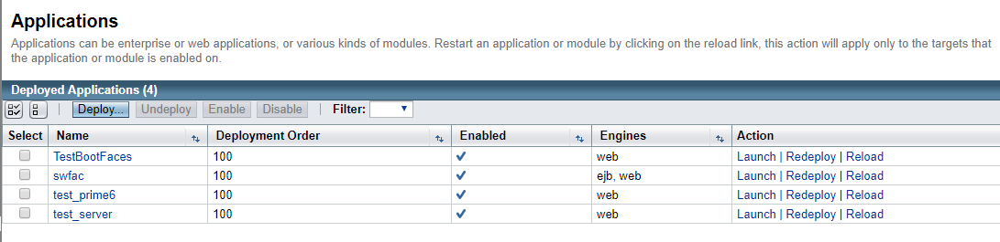 Applications
Applications can be enterprise or web applications, or various kinds of modules. Restart an application or module by clicking on the reload link, this action will apply only to the targets that
the application or module is enabled on.
Deployed Applications (4)
Deploy... Undeploy Enable Disable Filter:
Select Name Deployment Order Enabled Engines Action
TestBootFaces 100 web Launch | Redeploy | Reload
swfac 100 ejb, web Launch | Redeploy | Reload
test_prime6 100 web Launch | Redeploy | Reload
test_server 100 web Launch | Redeploy | Reload